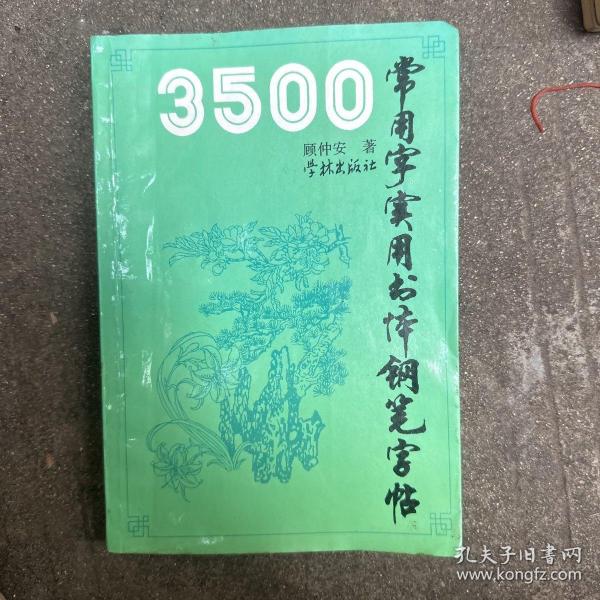 3500
常用字实用书体钢笔字帖
顾仲安 著
学林出版社
孔夫子旧书网
www.kongfz.com